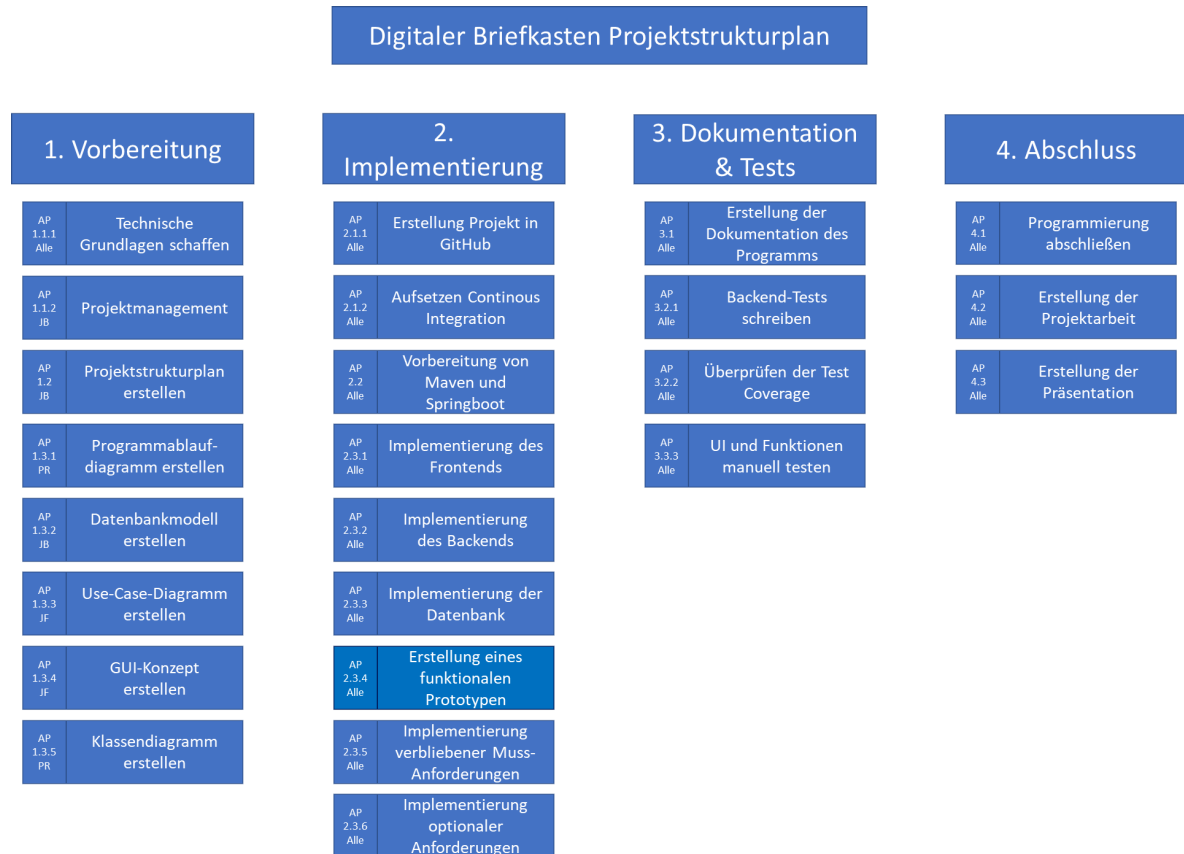 Digitaler Briefkasten Projektstrukturplan
1. Vorbereitung
AP
1.1.1
Alle
Technische
Grundlagen schaffen
AP
1.1.2
JB
Projektmanagement
AP
1.2
JB
Projektstrukturplan
erstellen
AP
1.3.1
PR
Programmablauf-
diagramm erstellen
AP
1.3.2
JB
Datenbankmodell
erstellen
AP
1.3.3
JF
Use-Case-Diagramm
erstellen
AP
1.3.4
JF
GUI-Konzept
erstellen
AP
1.3.5
PR
Klassendiagramm
erstellen
2.
Implementierung
AP
2.1.1
Alle
Erstellung Projekt in
GitHub
AP
2.1.2
Alle
Aufsetzen Continous
Integration
AP
2.2
Alle
Vorbereitung von
Maven und
Springboot
AP
2.3.1
Alle
Implementierung des
Frontends
AP
2.3.2
Alle
Implementierung
des Backends
AP
2.3.3
Alle
Implementierung der
Datenbank
AP
2.3.4
Alle
Erstellung eines
funktionalen
Prototypen
AP
2.3.5
Alle
Implementierung
verbliebener Muss-
Anforderungen
AP
2.3.6
Alle
Implementierung
optionaler
Anforderungen
3. Dokumentation
& Tests
AP
3.1
Alle
Erstellung der
Dokumentation des
Programms
AP
3.2.1
Alle
Backend-Tests
schreiben
AP
3.2.2
Alle
Überprüfen der Test
Coverage
AP
3.3.3
Alle
UI und Funktionen
manuell testen
4. Abschluss
AP
4.1
Alle
Programmierung
abschließen
AP
4.2
Alle
Erstellung der
Projektarbeit
AP
4.3
Alle
Erstellung der
Präsentation